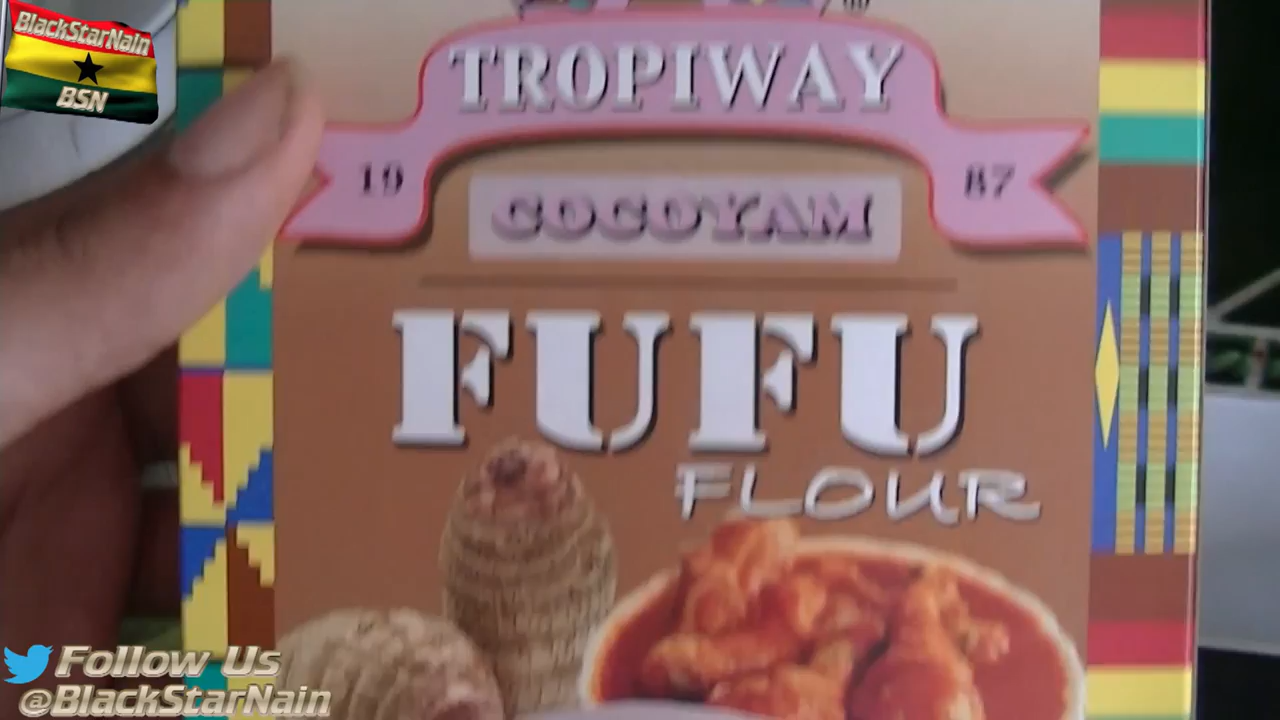 BlackStarNain
BSN
TROPIWAY
19 87
COCOYAM
FUFU
FLOUR
Follow Us
@BlackStarNain